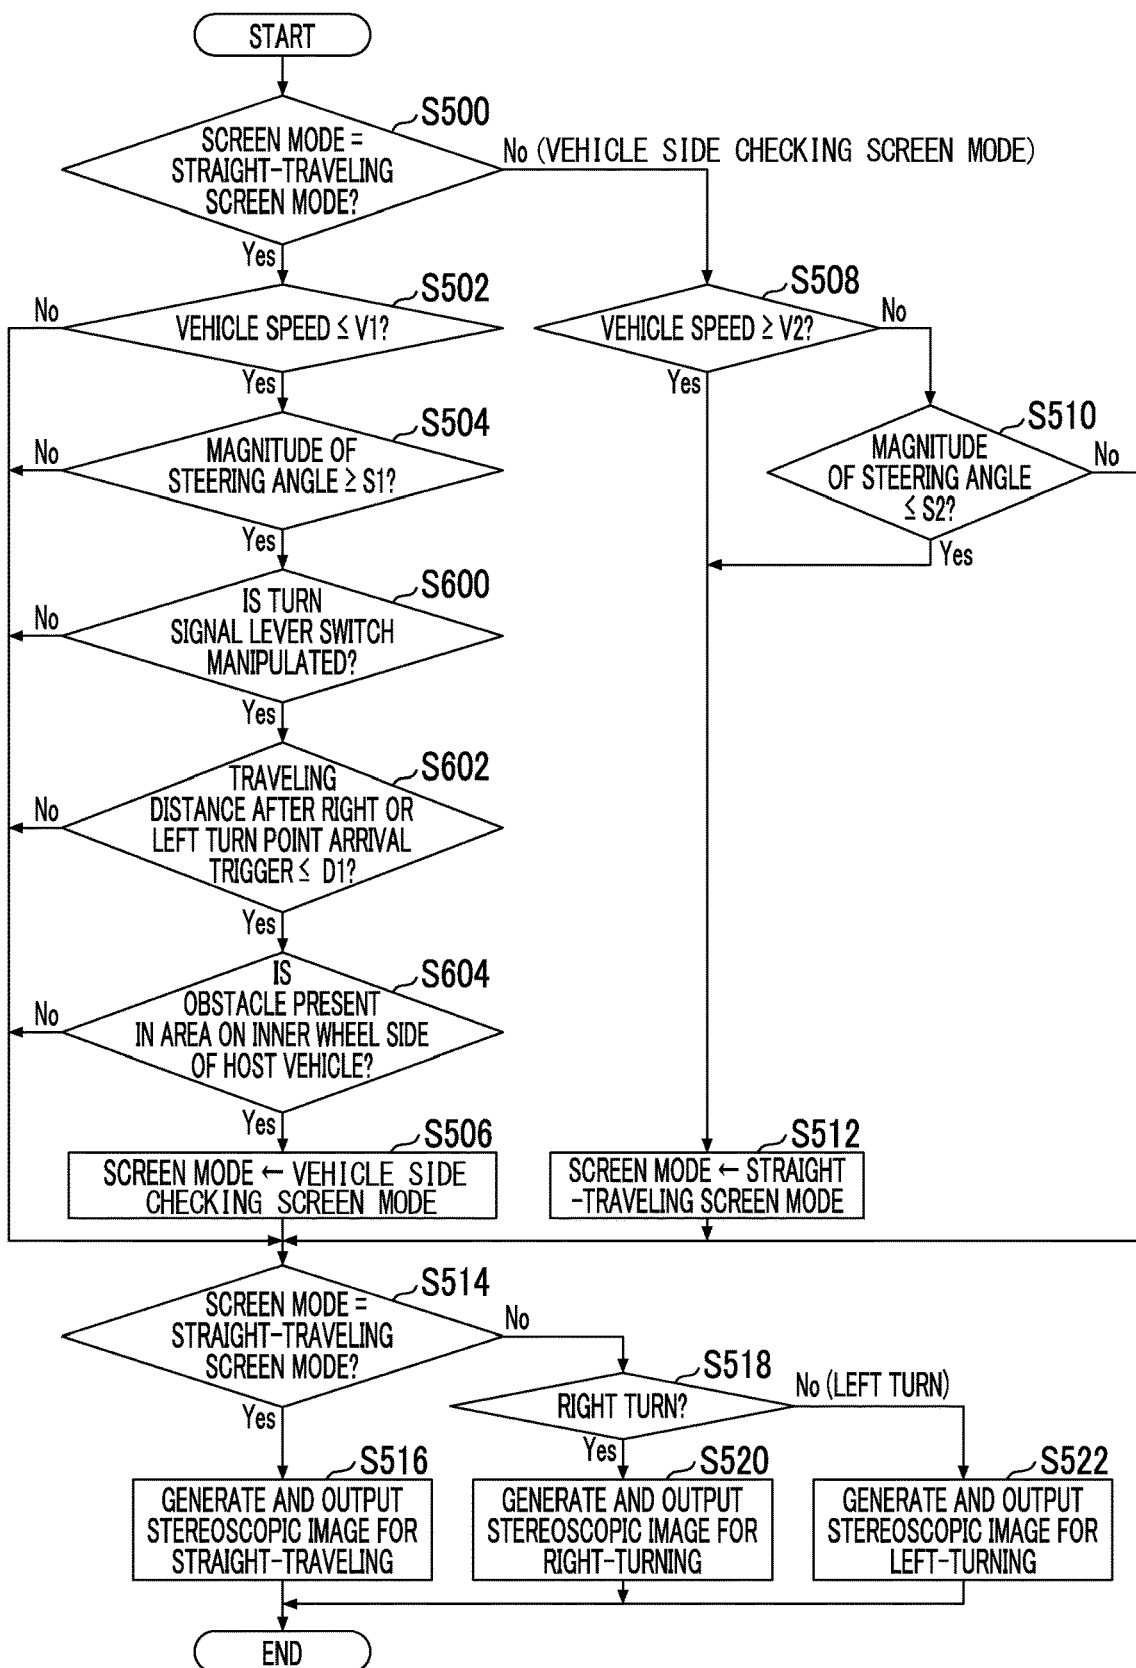 START
S500
SCREEN MODE =
STRAIGHT-TRAVELING
SCREEN MODE?
No (VEHICLE SIDE CHECKING SCREEN MODE)
Yes
S502
No
VEHICLE SPEED ≤ V1?
Yes
S508
VEHICLE SPEED ≥ V2?
No
Yes
S504
No
MAGNITUDE OF
STEERING ANGLE ≥ S1?
Yes
S510
MAGNITUDE
OF STEERING ANGLE
≤ S2?
No
Yes
S600
No
IS TURN
SIGNAL LEVER SWITCH
MANIPULATED?
Yes
S602
No
TRAVELING
DISTANCE AFTER RIGHT OR
LEFT TURN POINT ARRIVAL
TRIGGER ≤ D1?
Yes
S604
No
IS
OBSTACLE PRESENT
IN AREA ON INNER WHEEL SIDE
OF HOST VEHICLE?
Yes
S506
SCREEN MODE ← VEHICLE SIDE
CHECKING SCREEN MODE
S512
SCREEN MODE ← STRAIGHT
-TRAVELING SCREEN MODE
S514
SCREEN MODE =
STRAIGHT-TRAVELING
SCREEN MODE?
No
Yes
S518
RIGHT TURN?
No (LEFT TURN)
Yes
S516
GENERATE AND OUTPUT
STEREOSCOPIC IMAGE FOR
STRAIGHT-TRAVELING
S520
GENERATE AND OUTPUT
STEREOSCOPIC IMAGE FOR
RIGHT-TURNING
S522
GENERATE AND OUTPUT
STEREOSCOPIC IMAGE FOR
LEFT-TURNING
END